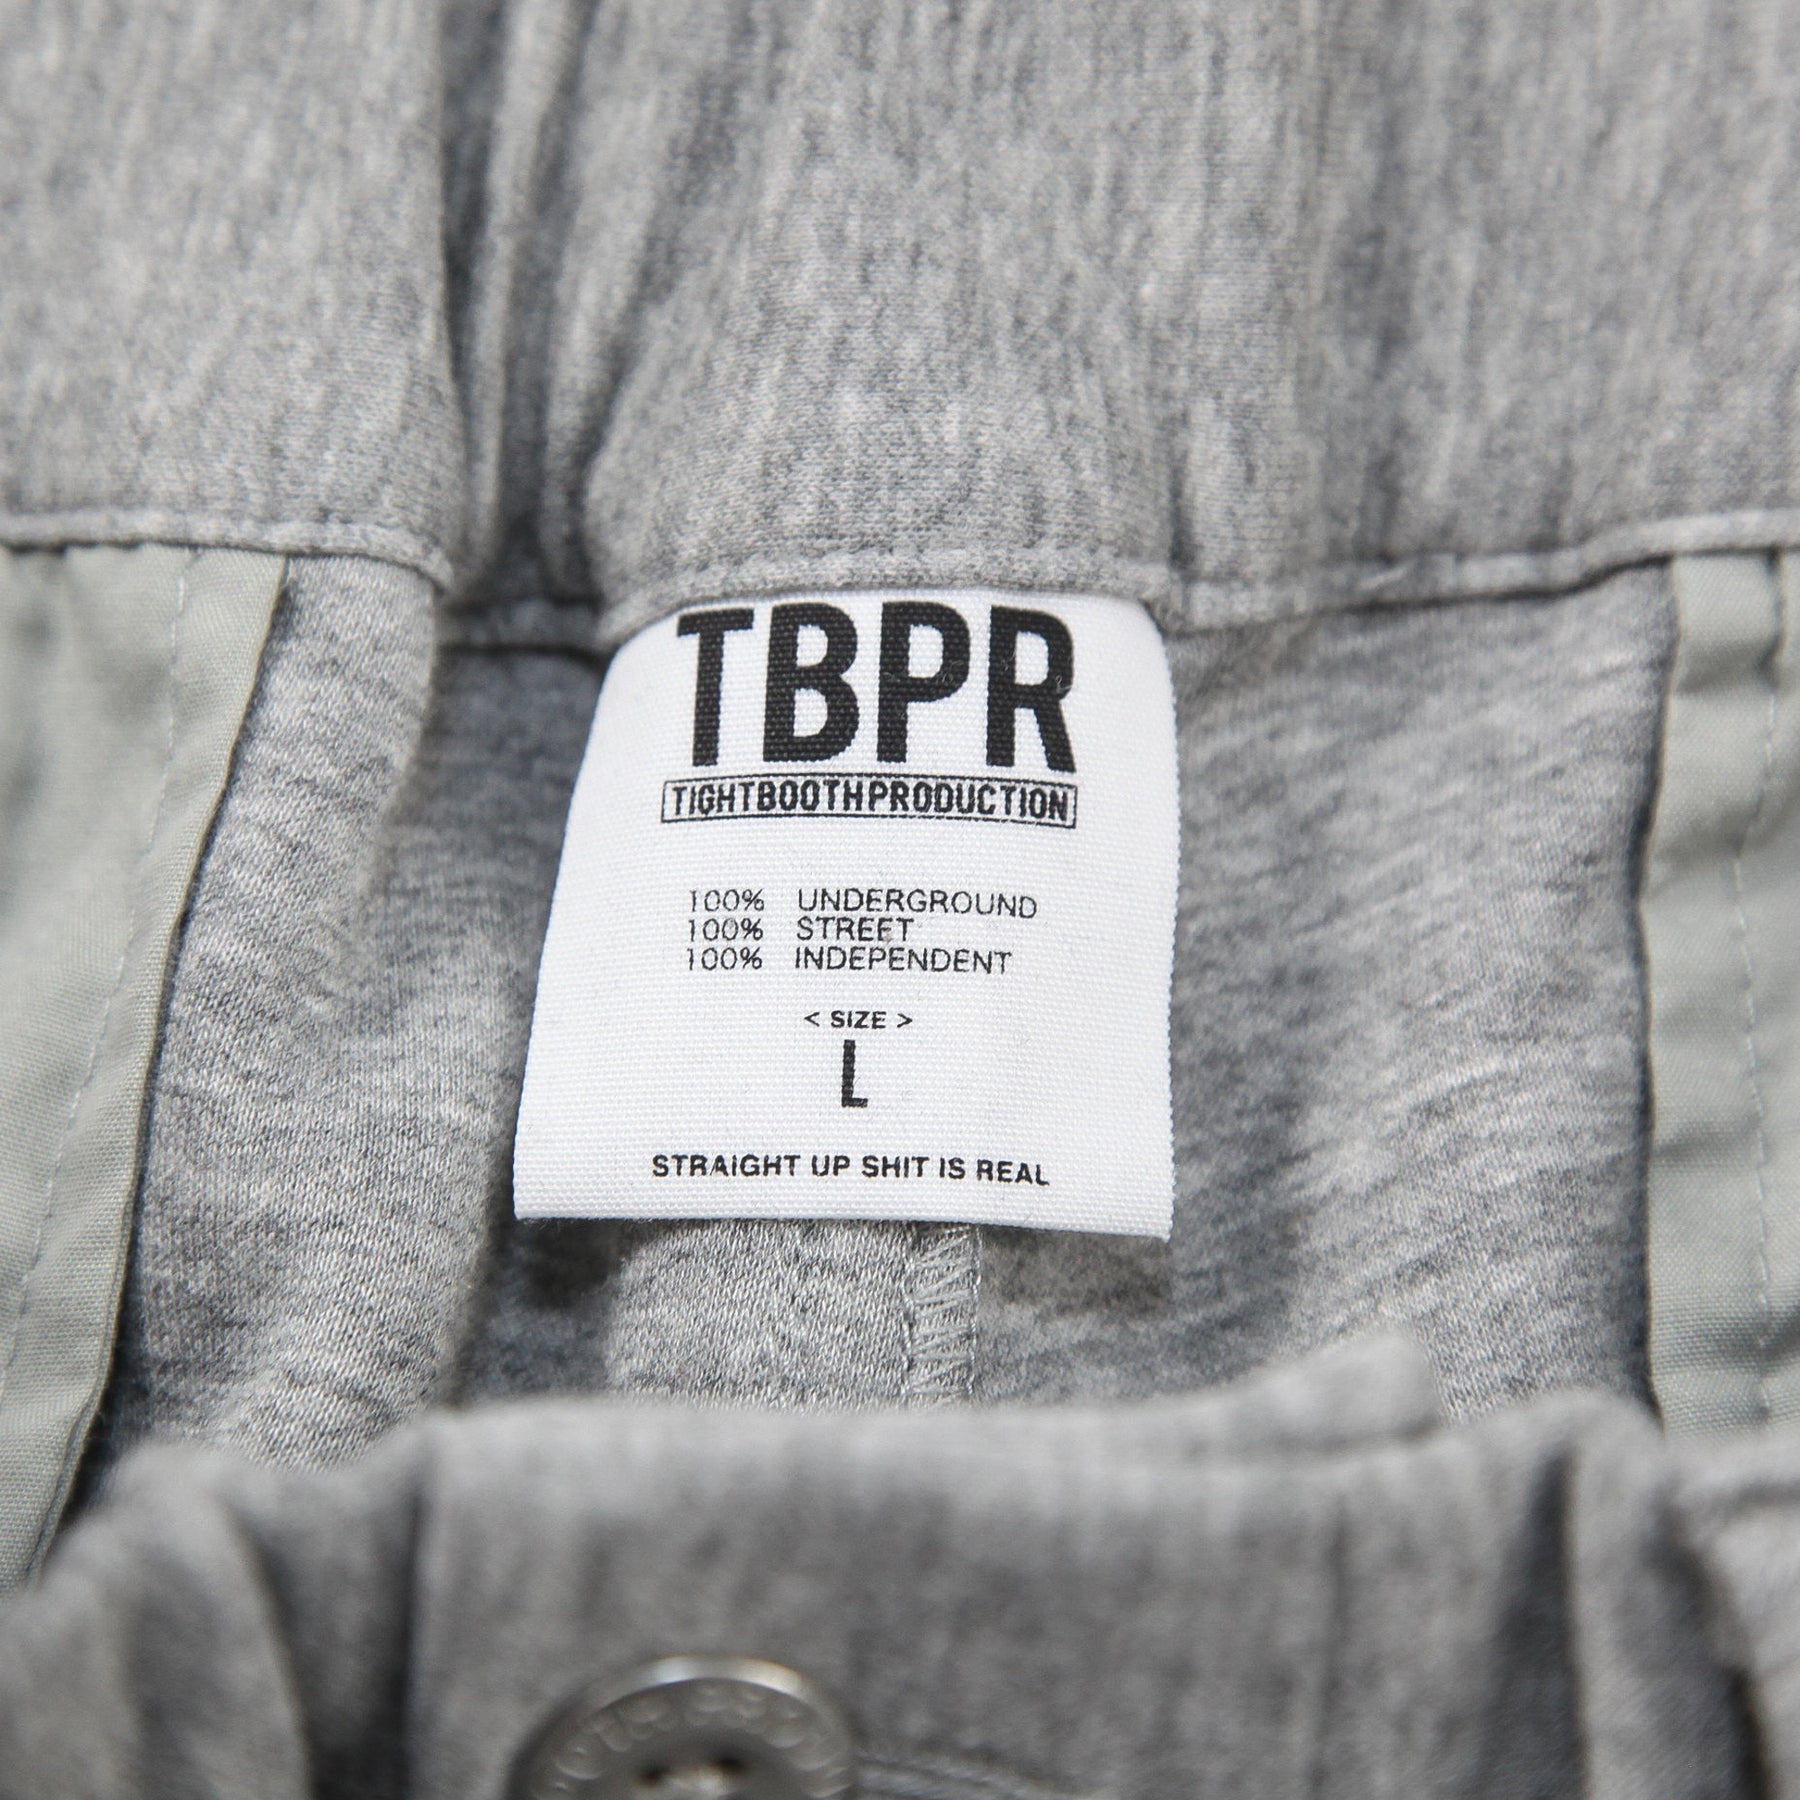 TBPR
TIGHTBOOTHPRODUCTION
100% UNDERGROUND
100% STREET
100% INDEPENDENT
< SIZE >
L
STRAIGHT UP SHIT IS REAL